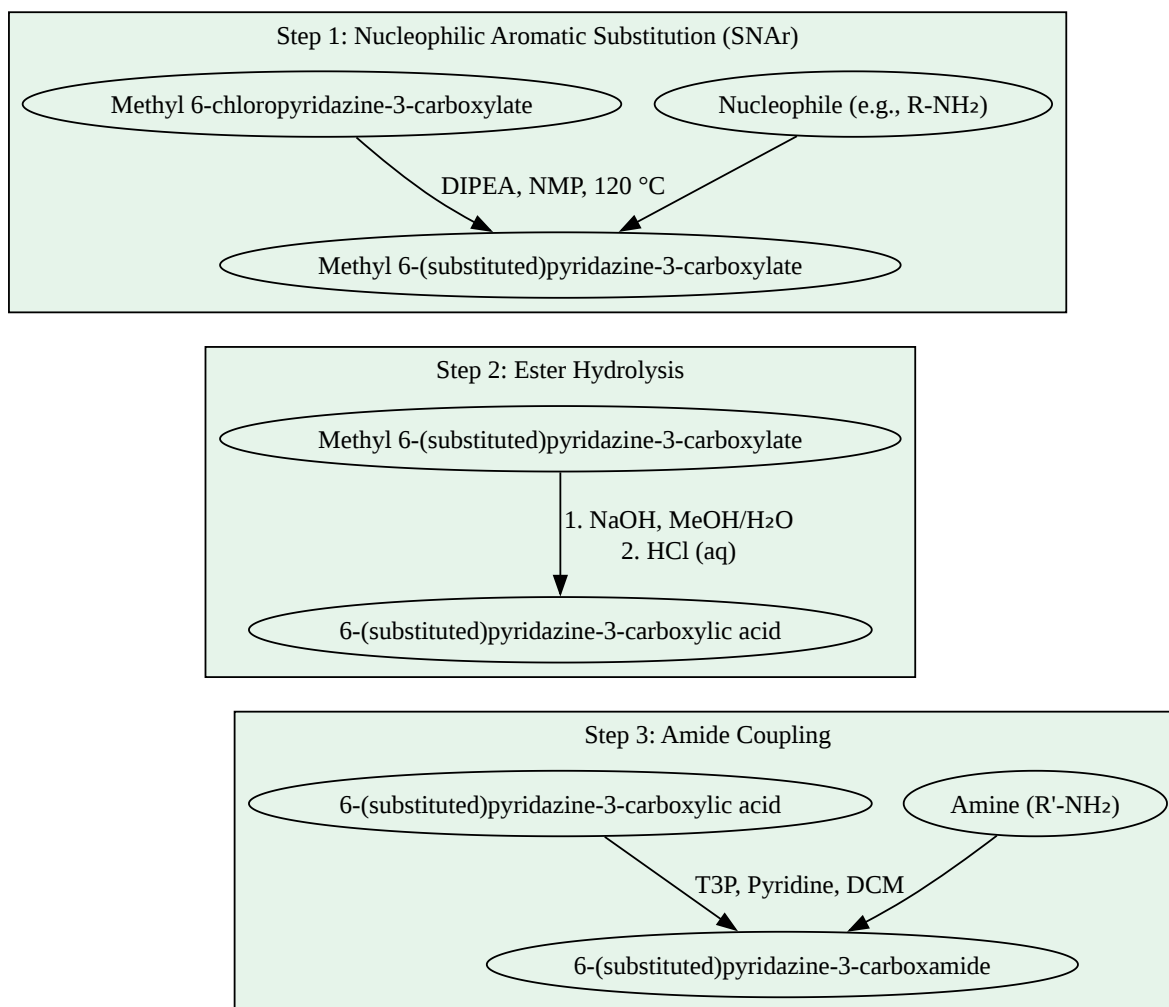 Step 1: Nucleophilic Aromatic Substitution (SNAr)
Methyl 6-chloropyridazine-3-carboxylate
Nucleophile (e.g., R-NH₂)
DIPEA, NMP, 120 °C
Methyl 6-(substituted)pyridazine-3-carboxylate
Step 2: Ester Hydrolysis
Methyl 6-(substituted)pyridazine-3-carboxylate
1. NaOH, MeOH/H₂O
2. HCl (aq)
6-(substituted)pyridazine-3-carboxylic acid
Step 3: Amide Coupling
6-(substituted)pyridazine-3-carboxylic acid
Amine (R'-NH₂)
T3P, Pyridine, DCM
6-(substituted)pyridazine-3-carboxamide